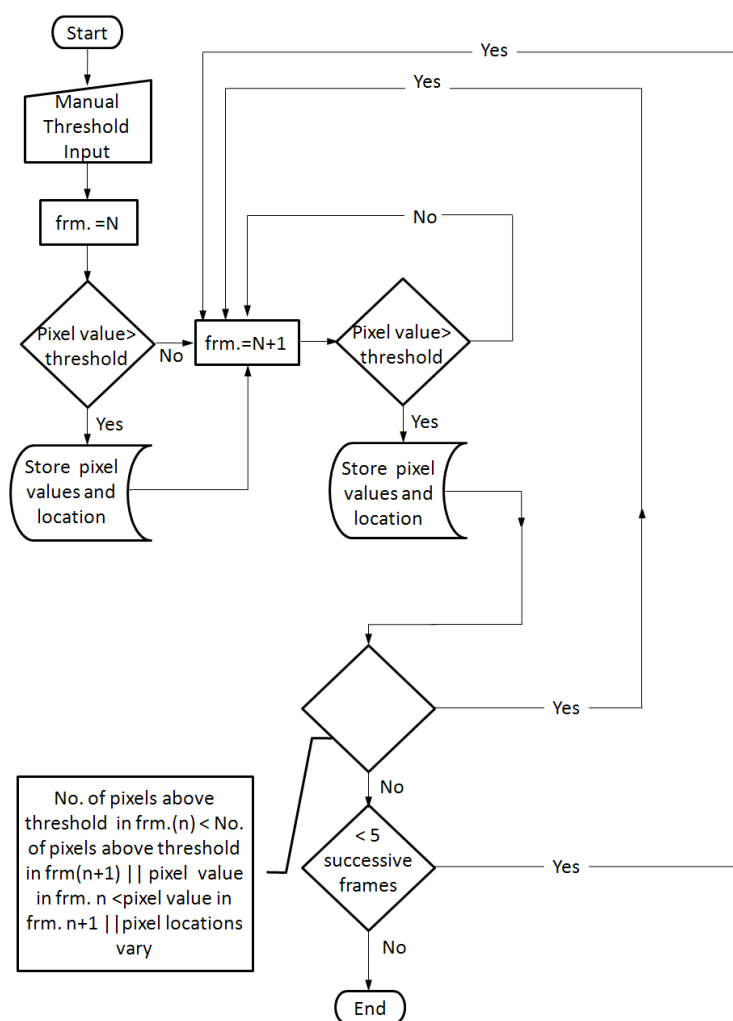 Start
Yes
Manual
Threshold
Input
Yes
frm. =N
No
Pixel value>
threshold
No
frm.=N+1
Pixel value>
threshold
Yes
Yes
Store pixel
values and
location
Store pixel
values and
location
Yes
No
No. of pixels above
threshold in frm.(n) < No.
of pixels above threshold
in frm(n+1) || pixel value
in frm. n <pixel value in
frm. n+1 ||pixel locations
vary
< 5
successive
frames
Yes
No
End